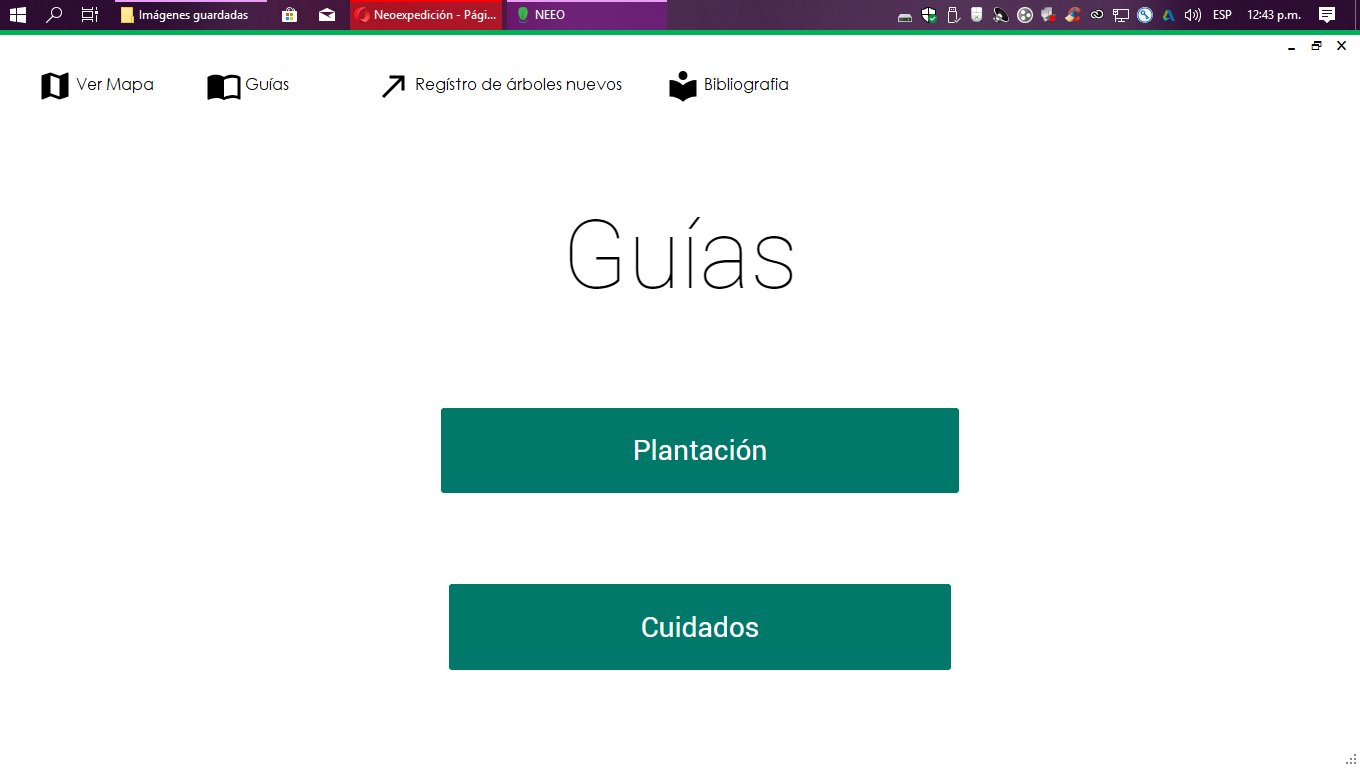 Imágenes guardadas
Neoexpedición - Pági...
NEEO
ESP
12:43 p.m.
Ver Mapa
Guías
Regístro de árboles nuevos
Bibliografia
Guías
Plantación
Cuidados